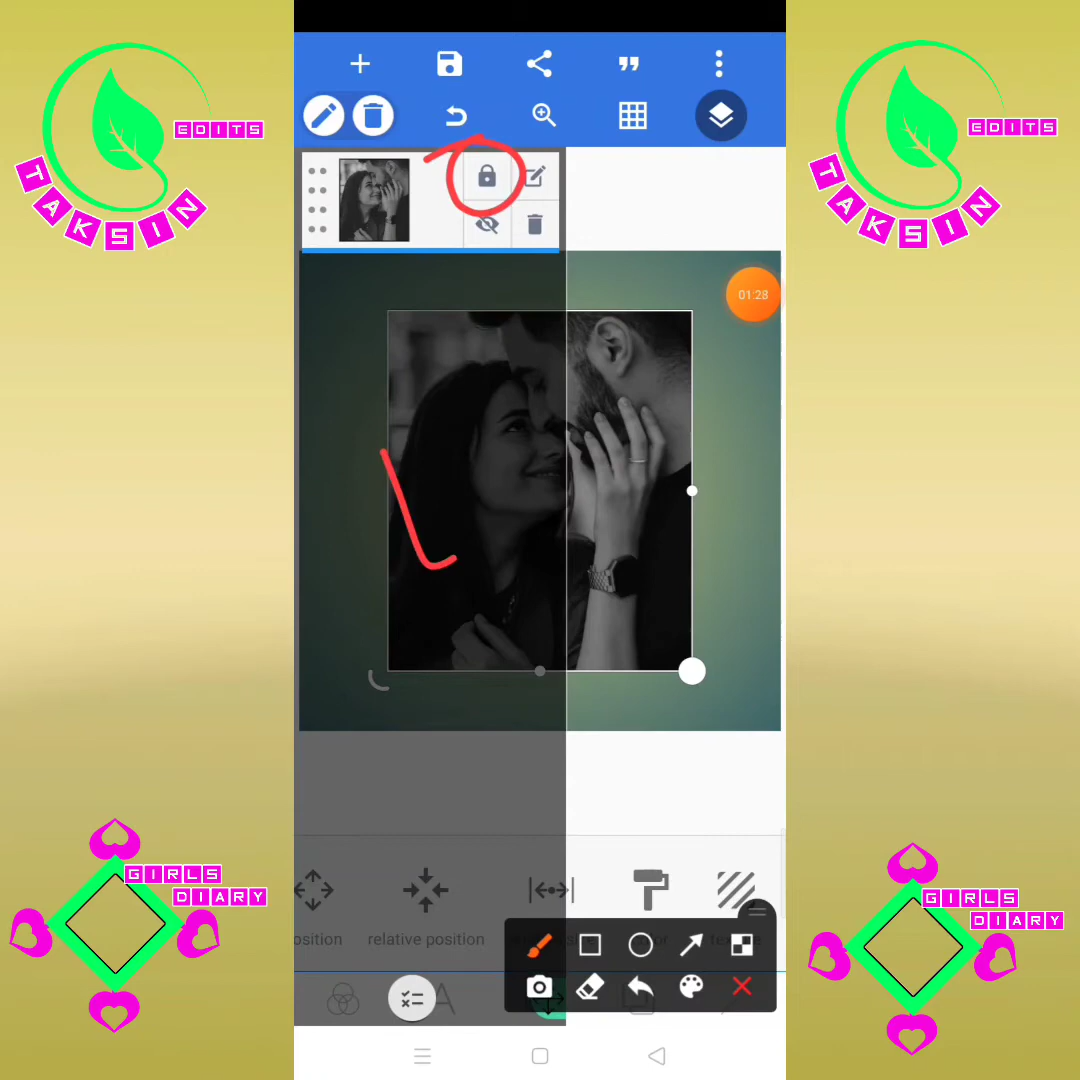 EDITS
TAKSIN
EDITS
TAKSIN
01:28
osition
relative position
GIRLS
DIARY
GIRLS
DIARY